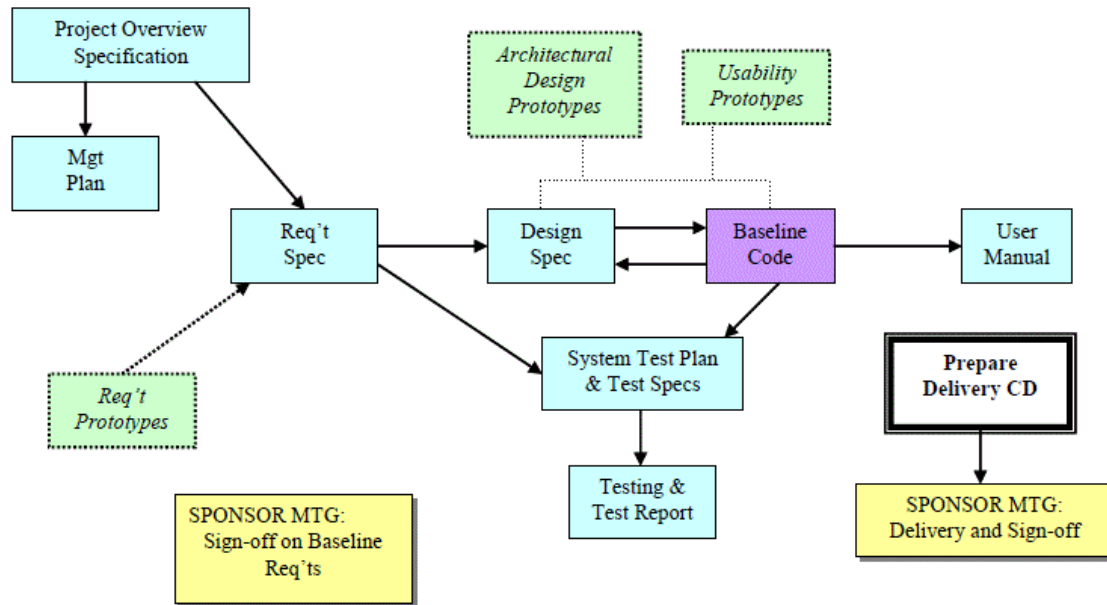 Project Overview
Specification
Architectural
Design
Prototypes
Usability
Prototypes
Mgt
Plan
Req’t
Spec
Design
Spec
Baseline
Code
User
Manual
System Test Plan
& Test Specs
Prepare
Delivery CD
Req’t
Prototypes
Testing &
Test Report
SPONSOR MTG:
Sign-off on Baseline
Req’ts
SPONSOR MTG:
Delivery and Sign-off